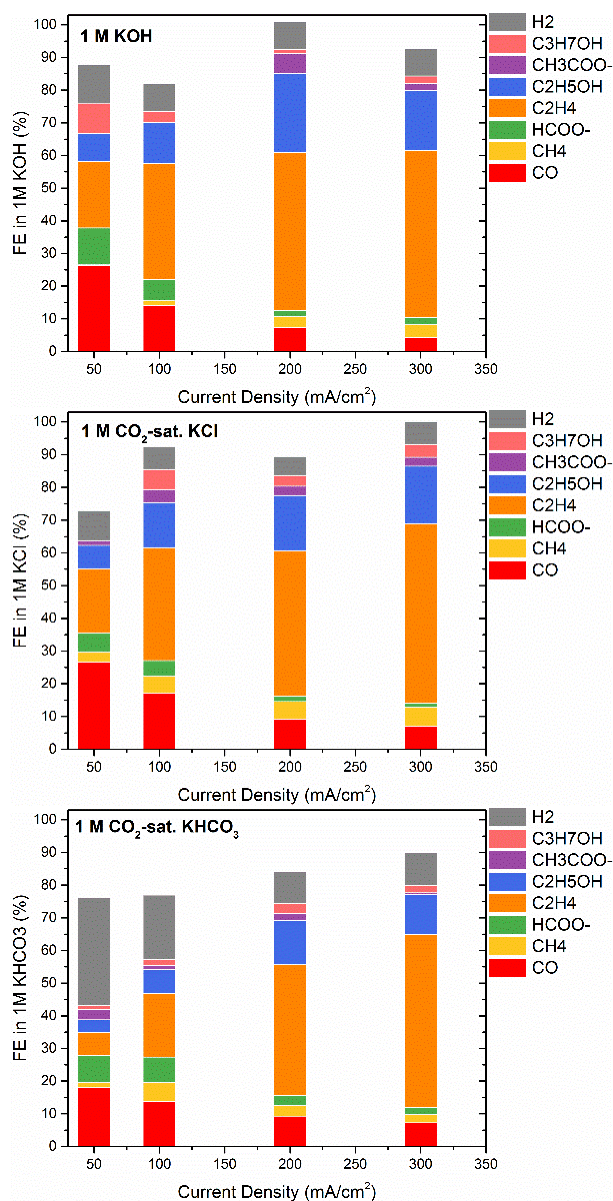 1 M KOH
FE in 1M KOH (%)
100
90
80
70
60
50
40
30
20
10
0
50
100
150
200
250
300
350
Current Density (mA/cm²)
H2
C3H7OH
CH3COO-
C2H5OH
C2H4
HCOO-
CH4
CO
1 M CO₂-sat. KCl
FE in 1M KCl (%)
100
90
80
70
60
50
40
30
20
10
0
50
100
150
200
250
300
350
Current Density (mA/cm²)
H2
C3H7OH
CH3COO-
C2H5OH
C2H4
HCOO-
CH4
CO
1 M CO₂-sat. KHCO₃
FE in 1M KHCO3 (%)
100
90
80
70
60
50
40
30
20
10
0
50
100
150
200
250
300
350
Current Density (mA/cm²)
H2
C3H7OH
CH3COO-
C2H5OH
C2H4
HCOO-
CH4
CO